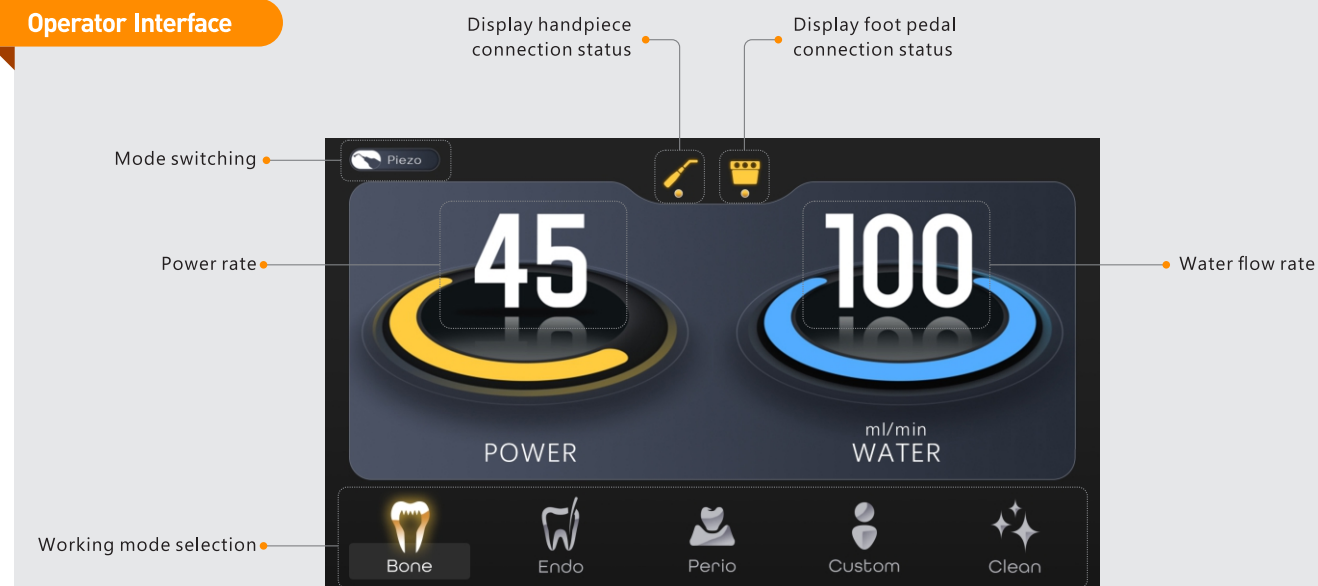 Operator Interface
Display handpiece
connection status
Display foot pedal
connection status
Mode switching
Piezo
Power rate
45
100
Water flow rate
POWER
ml/min
WATER
Working mode selection
Bone
Endo
Perio
Custom
Clean